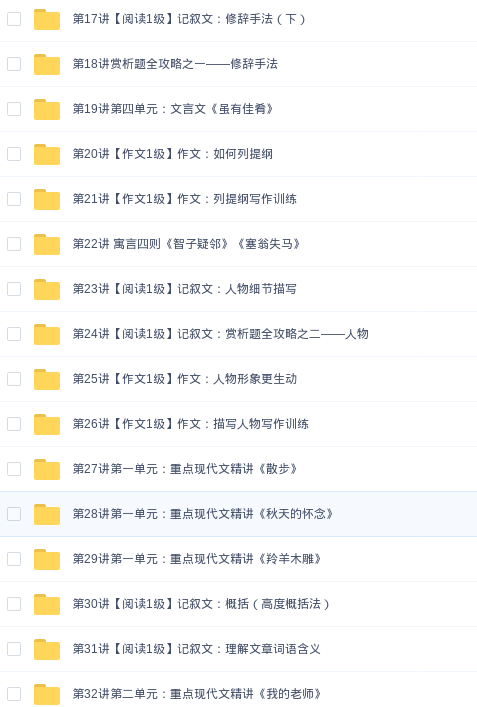 第17讲【阅读1级】记叙文：修辞手法（下）
第18讲赏析题全攻略之一——修辞手法
第19讲第四单元：文言文《虽有佳肴》
第20讲【作文1级】作文：如何列提纲
第21讲【作文1级】作文：列提纲写作训练
第22讲 寓言四则《智子疑邻》《塞翁失马》
第23讲【阅读1级】记叙文：人物细节描写
第24讲【阅读1级】记叙文：赏析题全攻略之二——人物
第25讲【作文1级】作文：人物形象更生动
第26讲【作文1级】作文：描写人物写作训练
第27讲第一单元：重点现代文精讲《散步》
第28讲第一单元：重点现代文精讲《秋天的怀念》
第29讲第一单元：重点现代文精讲《羚羊木雕》
第30讲【阅读1级】记叙文：概括（高度概括法）
第31讲【阅读1级】记叙文：理解文章词语含义
第32讲第二单元：重点现代文精讲《我的老师》